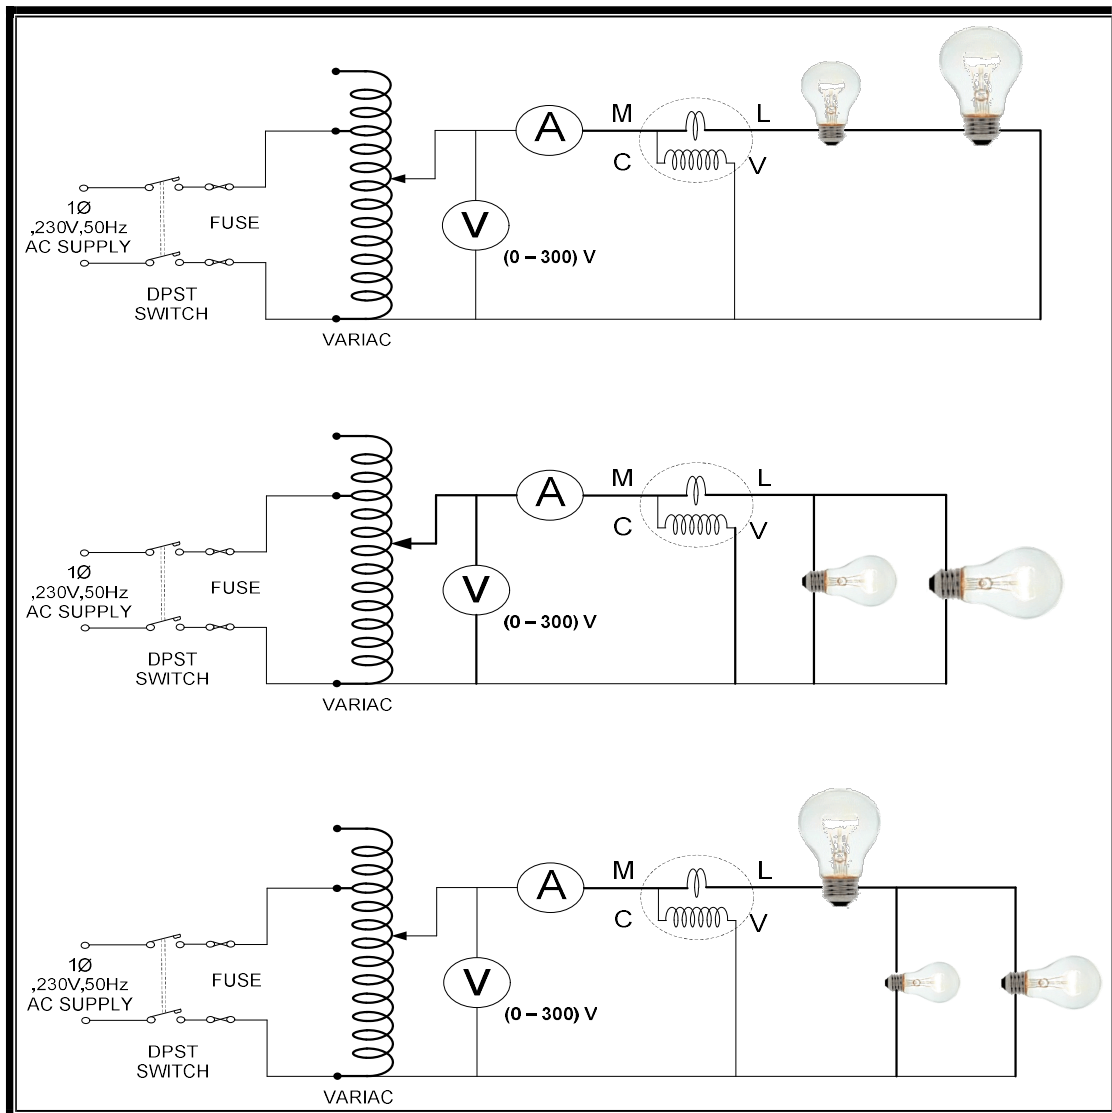 M L
A
C V
1Ø
,230V,50Hz
AC SUPPLY
FUSE
V
(0 – 300) V
DPST
SWITCH
VARIAC
M L
A
C V
1Ø
,230V,50Hz
AC SUPPLY
FUSE
V
(0 – 300) V
DPST
SWITCH
VARIAC
M L
A
C V
1Ø
,230V,50Hz
AC SUPPLY
FUSE
V
(0 – 300) V
DPST
SWITCH
VARIAC